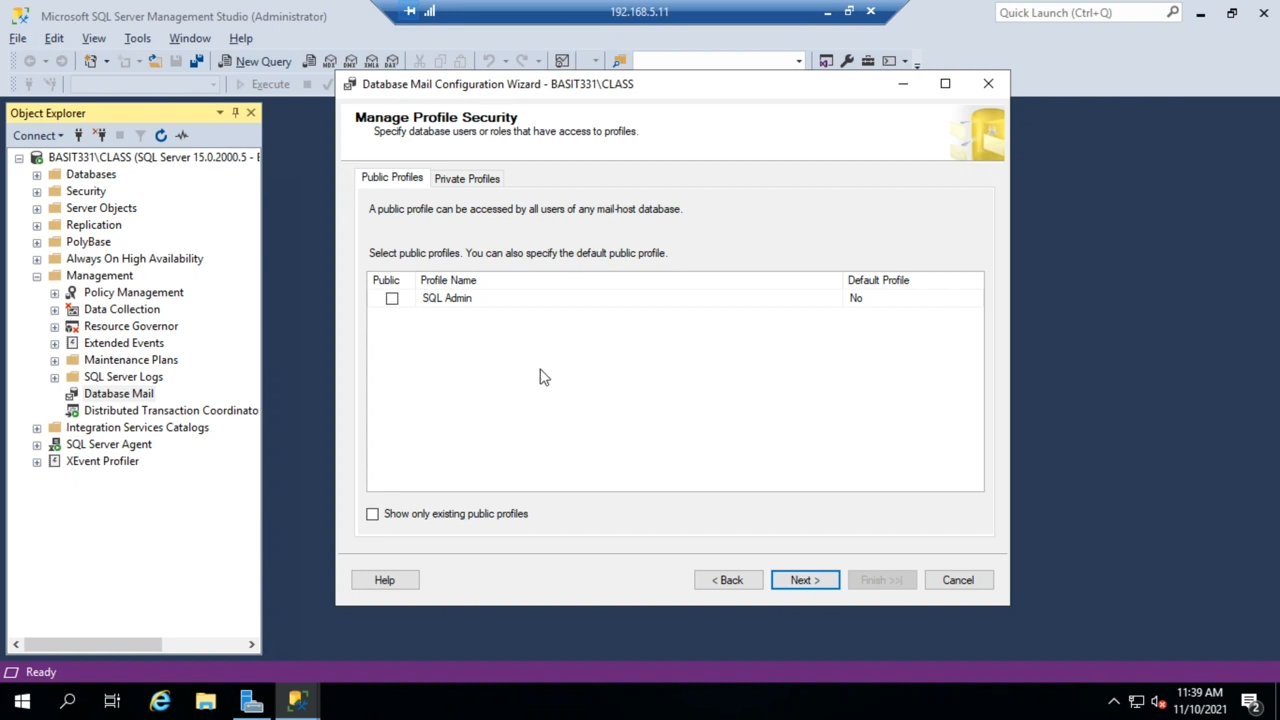 Microsoft SQL Server Management Studio (Administrator)
192.168.5.11
Quick Launch (Ctrl+Q)
File Edit View Tools Window Help
New Query
MDX DMX XMLA DAX
Execute
Object Explorer
Connect
BASIT331\CLASS (SQL Server 15.0.2000.5 - E
Databases
Security
Server Objects
Replication
PolyBase
Always On High Availability
Management
Policy Management
Data Collection
Resource Governor
Extended Events
Maintenance Plans
SQL Server Logs
Database Mail
Distributed Transaction Coordinato
Integration Services Catalogs
SQL Server Agent
XEvent Profiler
Database Mail Configuration Wizard - BASIT331\CLASS
Manage Profile Security
Specify database users or roles that have access to profiles.
Public Profiles Private Profiles
A public profile can be accessed by all users of any mail-host database.
Select public profiles. You can also specify the default public profile.
Public Profile Name Default Profile
SQL Admin No
Show only existing public profiles
Help < Back Next > Finish >>| Cancel
Ready
11:39 AM
11/10/2021
2